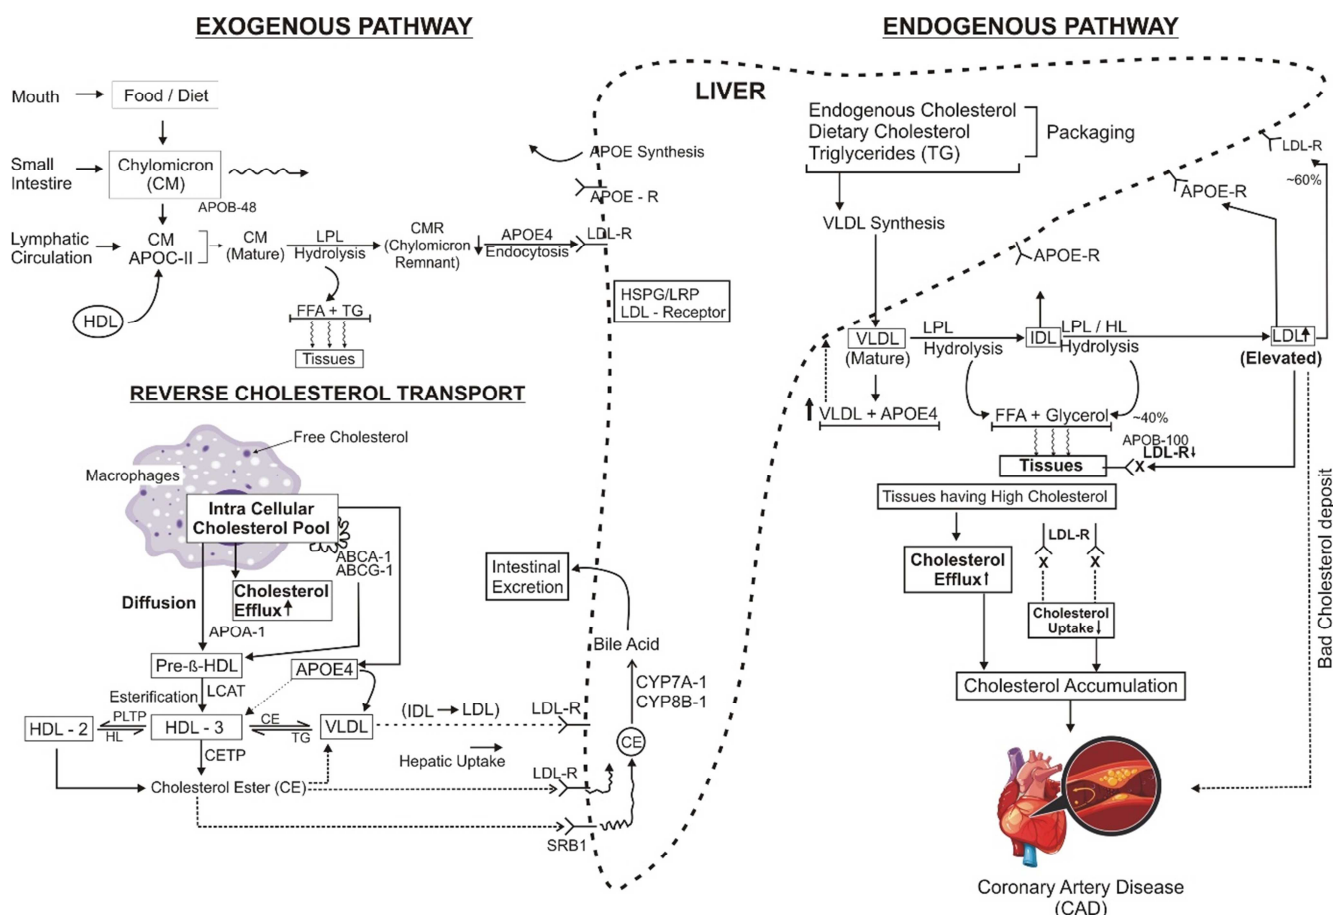 EXOGENOUS PATHWAY
Mouth
Food / Diet
Small
Intestire
Chylomicron
(CM)
APOB-48
Lymphatic
Circulation
CM
APOC-II
CM
(Mature)
LPL
Hydrolysis
CMR
(Chylomicron
Remnant)
APOE4
Endocytosis
LDL-R
HDL
FFA + TG
Tissues
ENDOGENOUS PATHWAY
LIVER
APOE Synthesis
APOE - R
HSPG/LRP
LDL - Receptor
Endogenous Cholesterol
Dietary Cholesterol
Triglycerides (TG)
Packaging
VLDL Synthesis
LDL-R
~60%
APOE-R
APOE-R
VLDL
(Mature)
LPL
Hydrolysis
IDL
LPL / HL
Hydrolysis
LDL
(Elevated)
VLDL + APOE4
FFA + Glycerol
~40%
APOB-100
LDL-R
X
Tissues
Tissues having High Cholesterol
LDL-R
X
X
Cholesterol
Efflux
Cholesterol
Uptake
Cholesterol Accumulation
Bad Cholesterol deposit
Coronary Artery Disease
(CAD)
REVERSE CHOLESTEROL TRANSPORT
Free Cholesterol
Macrophages
Intra Cellular
Cholesterol Pool
ABCA-1
ABCG-1
Diffusion
Cholesterol
Efflux
APOA-1
Pre-ß-HDL
APOE4
Esterification
LCAT
HDL - 2
PLTP
HL
HDL - 3
CE
TG
VLDL
(IDL → LDL)
LDL-R
CETP
Hepatic Uptake
Cholesterol Ester (CE)
LDL-R
SRB1
Intestinal
Excretion
Bile Acid
CYP7A-1
CYP8B-1
CE